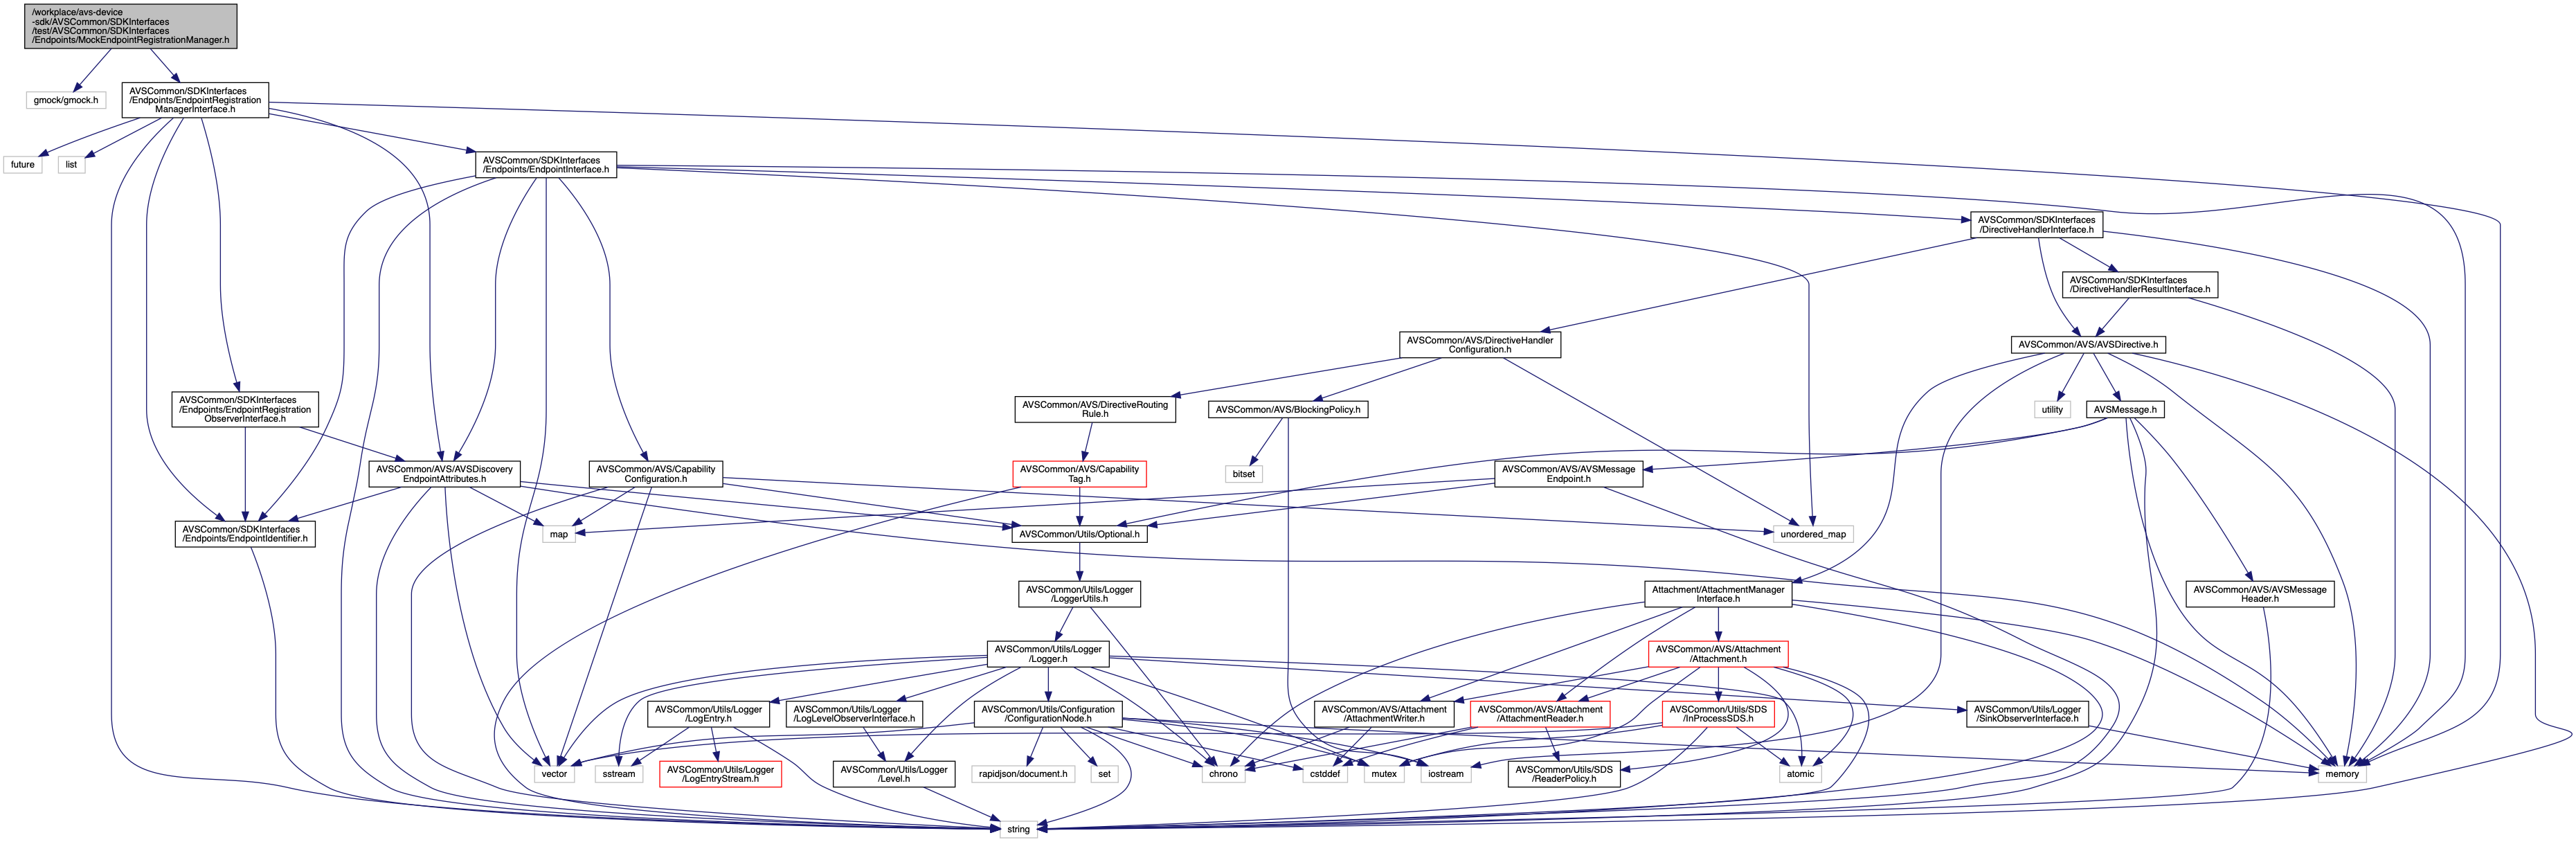 /workplace/avs-device
-sdk/AVSCommon/SDKInterfaces
/test/AVSCommon/SDKInterfaces
/Endpoints/MockEndpointRegistrationManager.h
gmock/gmock.h
AVSCommon/SDKInterfaces
/Endpoints/EndpointRegistration
ManagerInterface.h
future
list
AVSCommon/SDKInterfaces
/Endpoints/EndpointInterface.h
AVSCommon/SDKInterfaces
/DirectiveHandlerInterface.h
AVSCommon/SDKInterfaces
/DirectiveHandlerResultInterface.h
AVSCommon/AVS/DirectiveHandler
Configuration.h
AVSCommon/AVS/AVSDirective.h
AVSCommon/SDKInterfaces
/Endpoints/EndpointRegistration
ObserverInterface.h
AVSCommon/AVS/DirectiveRouting
Rule.h
AVSCommon/AVS/BlockingPolicy.h
utility
AVSMessage.h
AVSCommon/AVS/AVSDiscovery
EndpointAttributes.h
AVSCommon/AVS/Capability
Configuration.h
AVSCommon/AVS/Capability
Tag.h
bitset
AVSCommon/AVS/AVSMessage
Endpoint.h
AVSCommon/SDKInterfaces
/Endpoints/EndpointIdentifier.h
map
AVSCommon/Utils/Optional.h
unordered_map
AVSCommon/Utils/Logger
/LoggerUtils.h
Attachment/AttachmentManager
Interface.h
AVSCommon/AVS/AVSMessage
Header.h
AVSCommon/Utils/Logger
/Logger.h
AVSCommon/AVS/Attachment
/Attachment.h
AVSCommon/Utils/Logger
/LogEntry.h
AVSCommon/Utils/Logger
/LogLevelObserverInterface.h
AVSCommon/Utils/Configuration
/ConfigurationNode.h
AVSCommon/AVS/Attachment
/AttachmentWriter.h
AVSCommon/AVS/Attachment
/AttachmentReader.h
AVSCommon/Utils/SDS
/InProcessSDS.h
AVSCommon/Utils/Logger
/SinkObserverInterface.h
vector
sstream
AVSCommon/Utils/Logger
/LogEntryStream.h
AVSCommon/Utils/Logger
/Level.h
rapidjson/document.h
set
chrono
cstddef
mutex
iostream
AVSCommon/Utils/SDS
/ReaderPolicy.h
atomic
memory
string